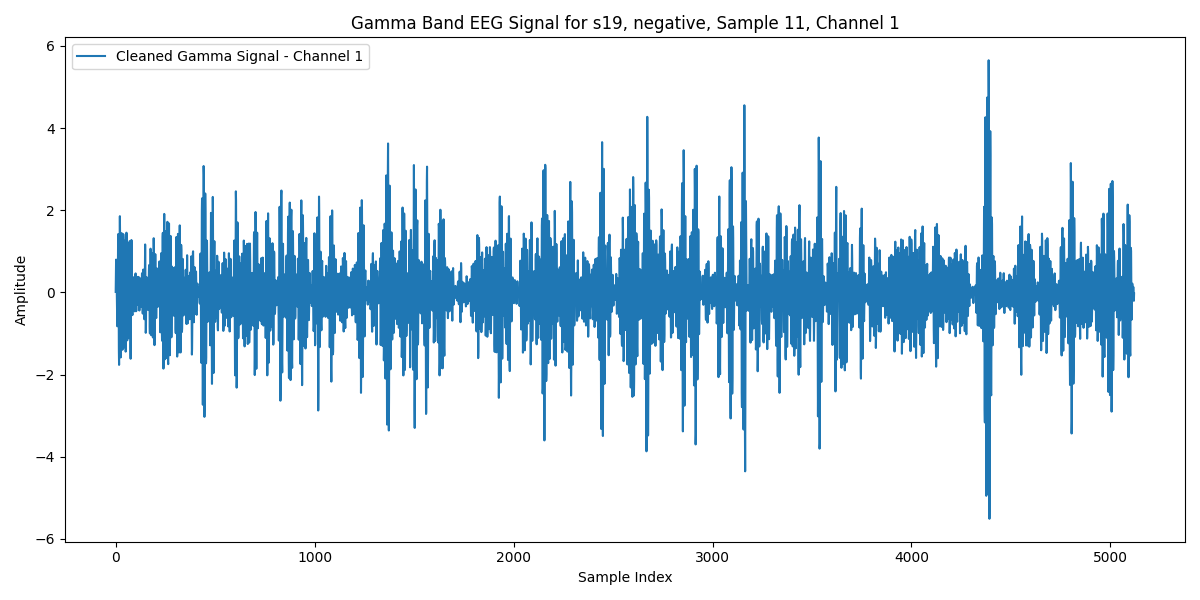 Gamma Band EEG Signal for s19, negative, Sample 11, Channel 1
Cleaned Gamma Signal - Channel 1
6
4
2
0
−2
−4
−6
Amplitude
0 1000 2000 3000 4000 5000
Sample Index